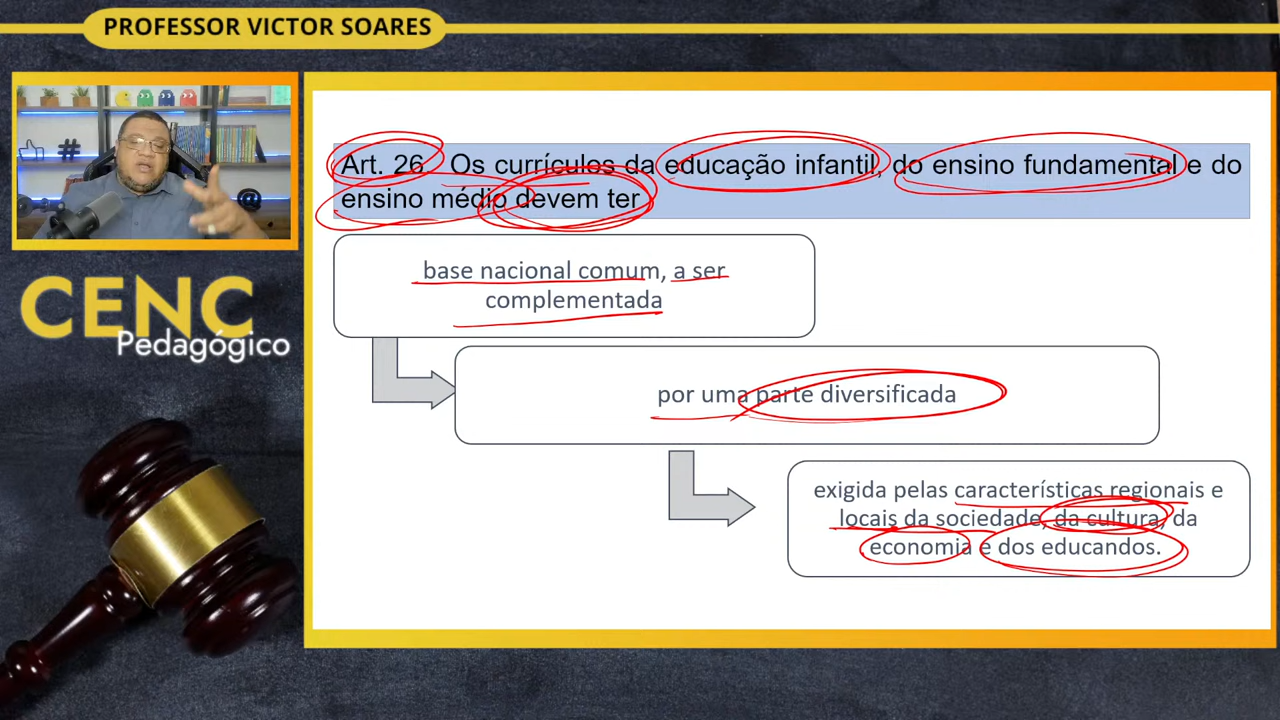 PROFESSOR VICTOR SOARES
CENC
Pedagógico
Art. 26. Os currículos da educação infantil, do ensino fundamental e do
ensino médio devem ter
base nacional comum, a ser
complementada
por uma parte diversificada
exigida pelas características regionais e
locais da sociedade, da cultura, da
economia e dos educandos.